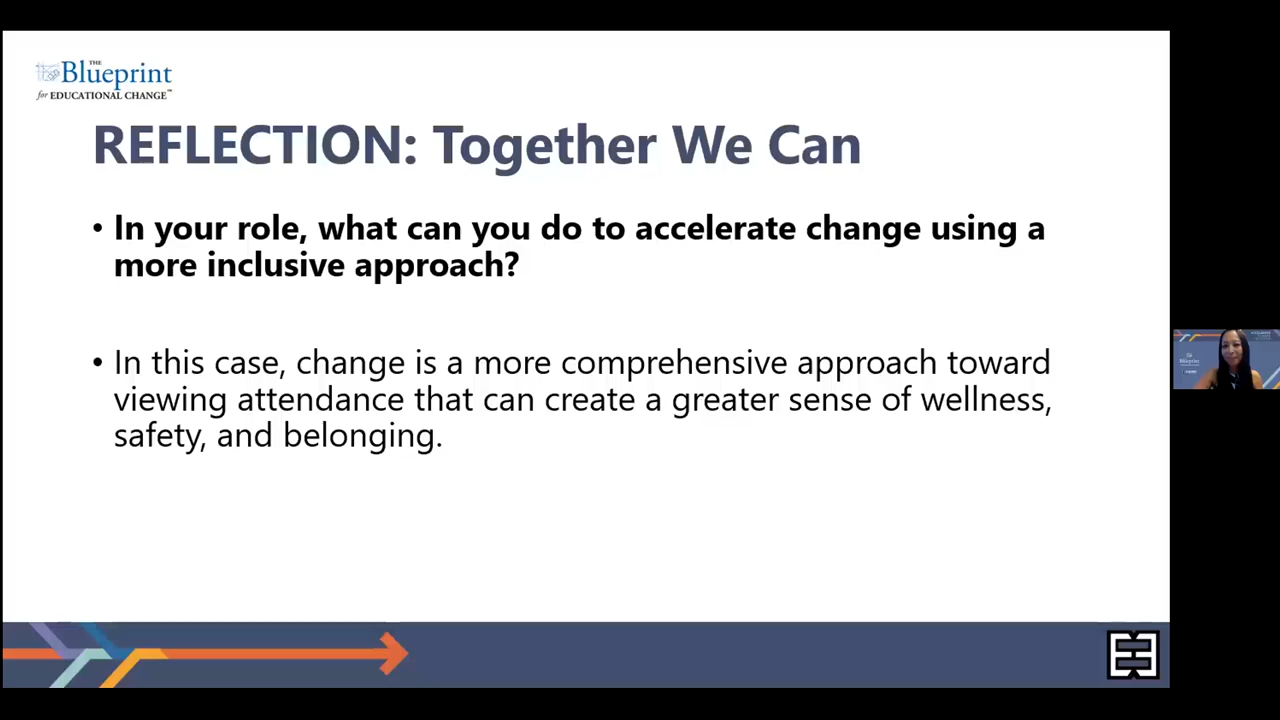 THE
Blueprint
for EDUCATIONAL CHANGE™
REFLECTION: Together We Can
• In your role, what can you do to accelerate change using a
more inclusive approach?
• In this case, change is a more comprehensive approach toward
viewing attendance that can create a greater sense of wellness,
safety, and belonging.